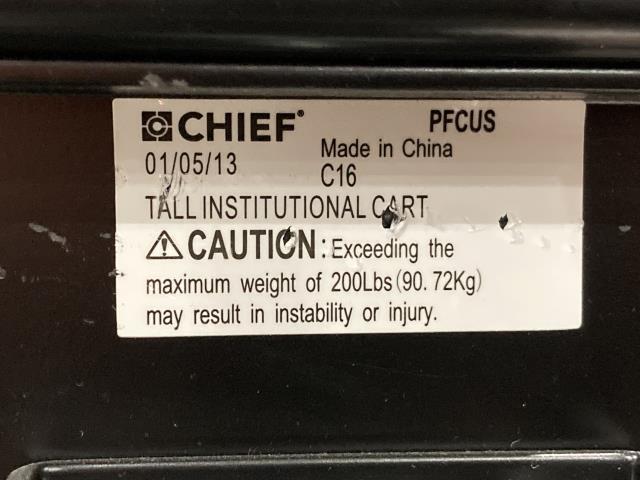 CHIEF® PFCUS
01/05/13 Made in China
C16
TALL INSTITUTIONAL CART
CAUTION: Exceeding the
maximum weight of 200Lbs(90.72Kg)
may result in instability or injury.